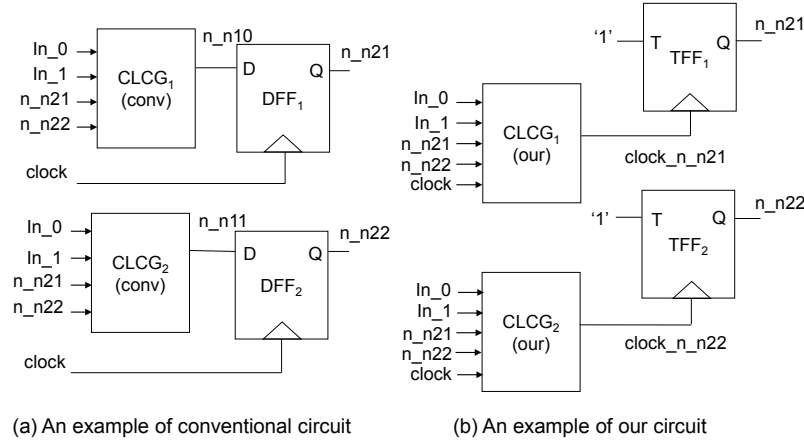 n_n10
n_n21
In_0
In_1
n_n21
n_n22
CLCG₁
(conv)
D
Q
DFF₁
clock
n_n11
n_n22
In_0
In_1
n_n21
n_n22
CLCG₂
(conv)
D
Q
DFF₂
clock
(a) An example of conventional circuit
n_n21
‘1’
T
Q
TFF₁
In_0
In_1
n_n21
n_n22
clock
CLCG₁
(our)
clock_n_n21
n_n22
‘1’
T
Q
TFF₂
In_0
In_1
n_n21
n_n22
clock
CLCG₂
(our)
clock_n_n22
(b) An example of our circuit